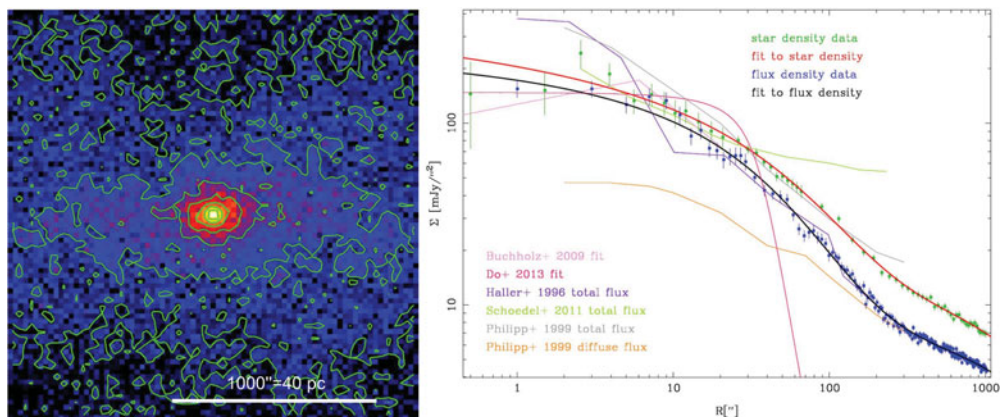 1000"=40 pc
star density data
fit to star density
flux density data
fit to flux density
Buchholz+ 2009 fit
Do+ 2013 fit
Haller+ 1996 total flux
Schoedel+ 2011 total flux
Philipp+ 1999 total flux
Philipp+ 1999 diffuse flux
Σ [mJy/″²]
100
10
1
10
100
1000
R["]